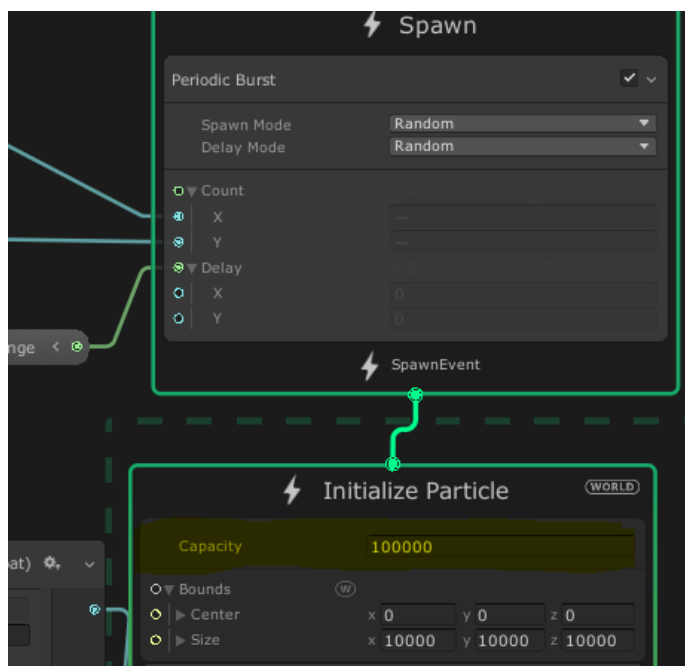 Spawn
Periodic Burst
Spawn Mode Random
Delay Mode Random
Count
X –
Y –
Delay
X 0
Y 0
nge
SpawnEvent
Initialize Particle WORLD
Capacity 100000
at)
Bounds W
Center x 0 y 0 z 0
Size x 10000 y 10000 z 10000